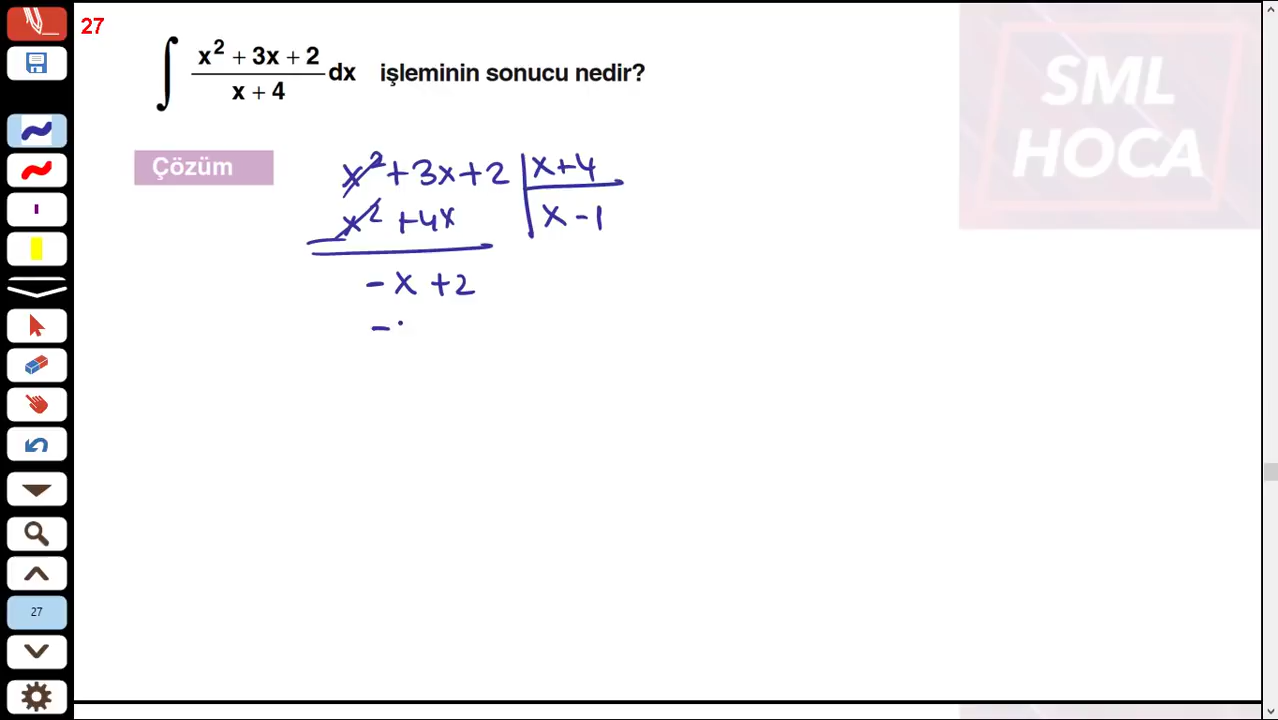 27
∫ x² + 3x + 2 / x + 4 dx işleminin sonucu nedir?
SML
HOCA
Çözüm
x² + 3x + 2 | x + 4
x² + 4x | x - 1
- x + 2
-
27